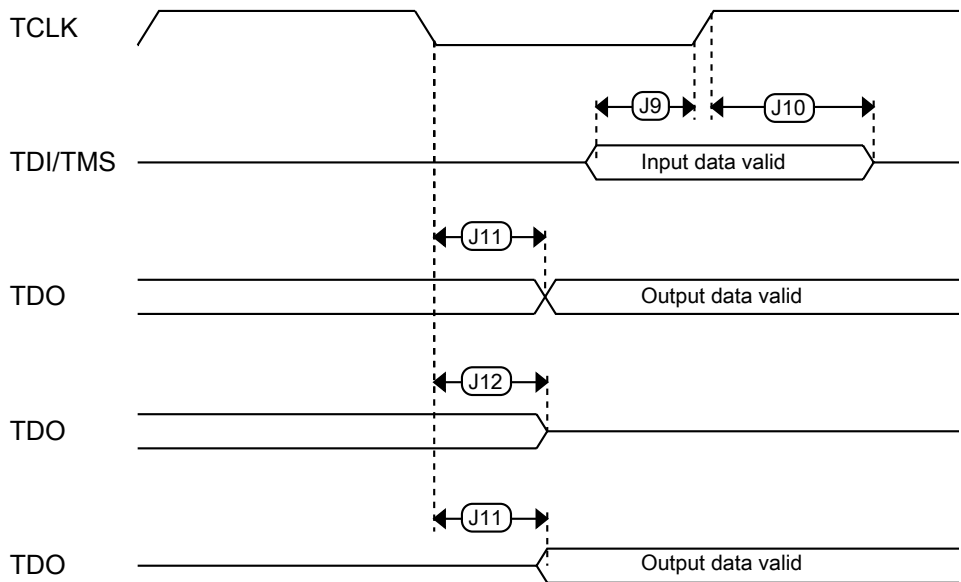 TCLK
J9
J10
TDI/TMS
Input data valid
J11
TDO
Output data valid
J12
TDO
J11
TDO
Output data valid